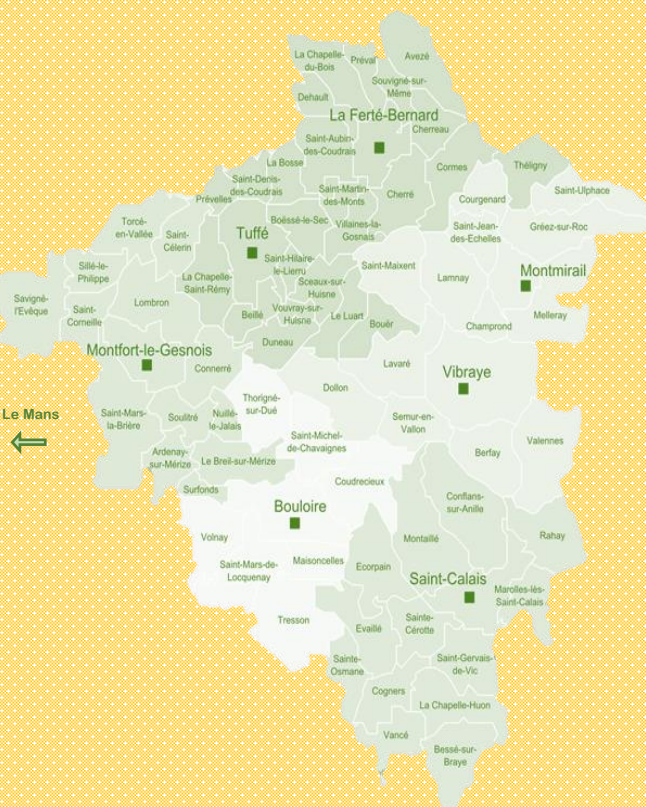 La Chapelle-
du-Bois
Préval
Avezé
Souvigné-sur-
Même
Dehault
La Ferté-Bernard
Cherreau
Saint-Aubin-
des-Coudrais
La Bosse
Cormes
Théligny
Saint-Denis-
des-Coudrais
Saint-Martin-
des-Monts
Cherré
Courgenard
Saint-Ulphace
Prévelles
Torcé-
en-Vallée
Saint-
Célerin
Tuffé
Boëssé-le-Sec
Villaines-la-
Gosnais
Saint-Jean-
des-Echelles
Gréez-sur-Roc
Sillé-le-
Philippe
La Chapelle-
Saint-Rémy
Saint-Hilaire-
le-Lierru
Saint-Maixent
Lamnay
Montmirail
Savigné-
l'Evêque
Saint-
Corneille
Lombron
Sceaux-sur-
Huisne
Beillé
Vouvray-sur-
Huisne
Le Luart
Bouër
Champrond
Melleray
Duneau
Montfort-le-Gesnois
Connerré
Lavaré
Vibraye
Dollon
Le Mans
Saint-Mars-
la-Brière
Soulitré
Nuillé-
le-Jalais
Thorigné-
sur-Dué
Semur-en-
Vallon
Saint-Michel-
de-Chavaignes
Valennes
Ardenay-
sur-Mérize
Le Breil-sur-Mérize
Berfay
Surfonds
Coudrecieux
Conflans-
sur-Anille
Bouloire
Volnay
Montaillé
Rahay
Saint-Mars-de-
Locquenay
Maisoncelles
Ecorpain
Saint-Calais
Marolles-lès-
Saint-Calais
Tresson
Evaillé
Sainte-
Cérotte
Sainte-
Osmane
Saint-Gervais-
de-Vic
Cogners
La Chapelle-Huon
Vancé
Bessé-sur-
Braye